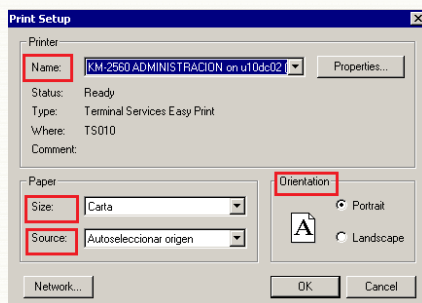 Print Setup
Printer
Name: KM-2560 ADMINISTRACION on u10dc02 (
Properties...
Status: Ready
Type: Terminal Services Easy Print
Where: TS010
Comment:
Paper
Size: Carta
Source: Autoseleccionar origen
Orientation
A
Portrait
Landscape
Network...
OK
Cancel